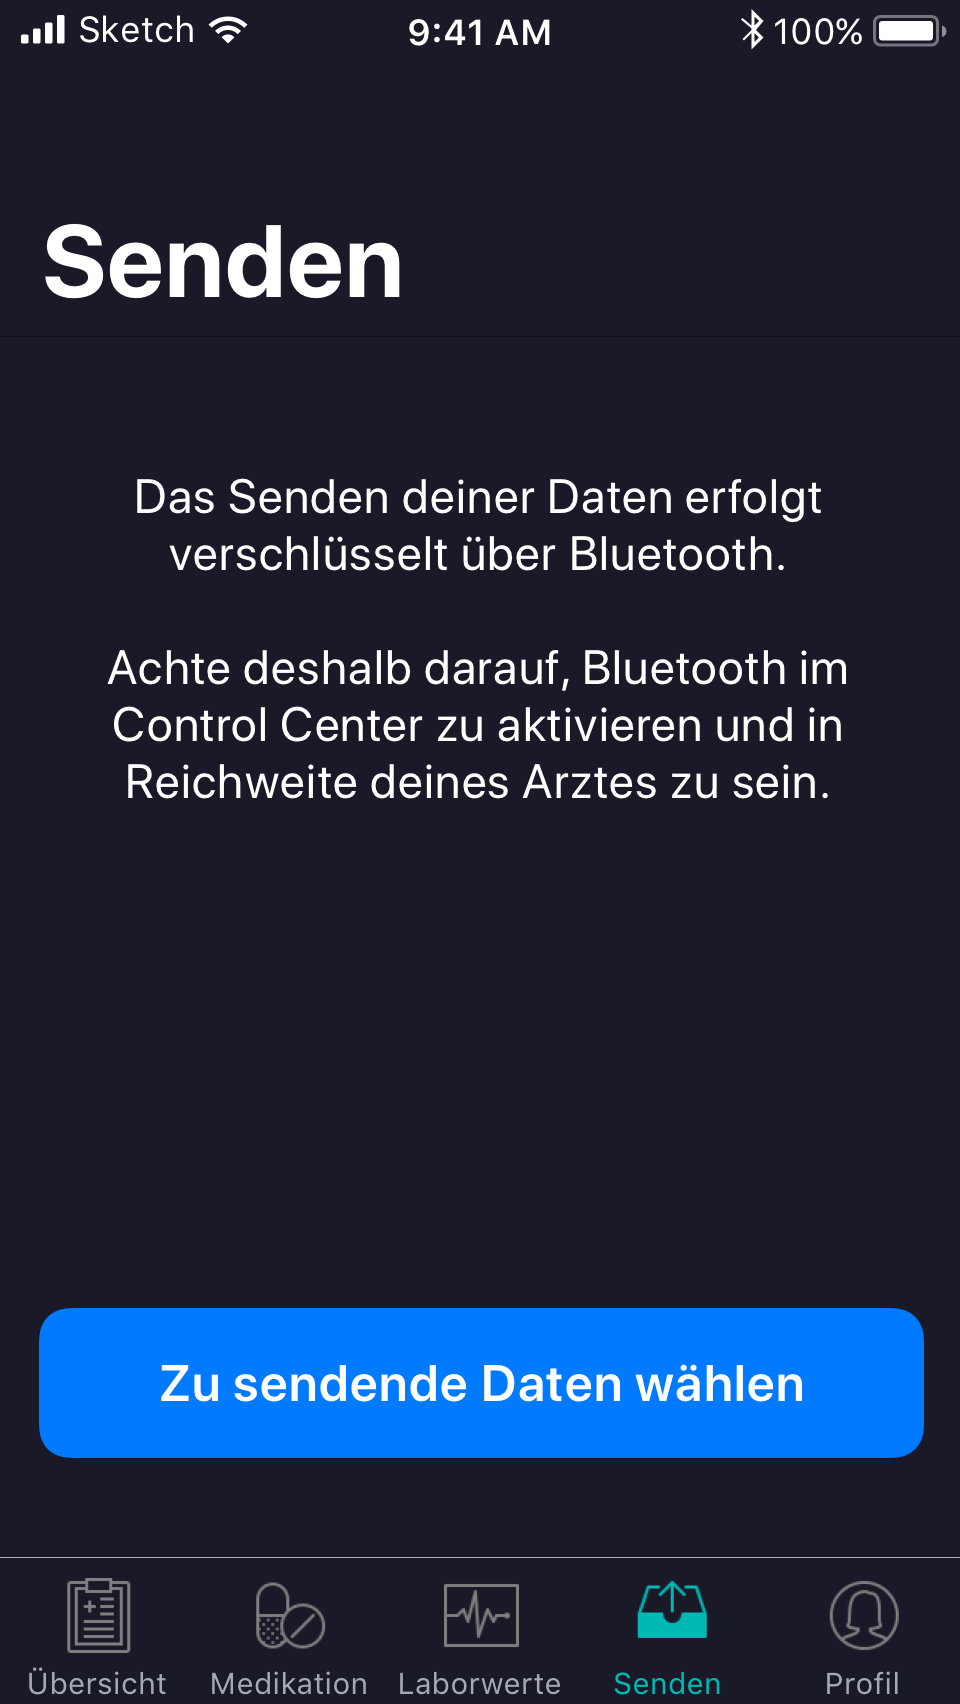 Sketch 9:41 AM 100%
Senden
Das Senden deiner Daten erfolgt
verschlüsselt über Bluetooth.
Achte deshalb darauf, Bluetooth im
Control Center zu aktivieren und in
Reichweite deines Arztes zu sein.
Zu sendende Daten wählen
Übersicht Medikation Laborwerte Senden Profil